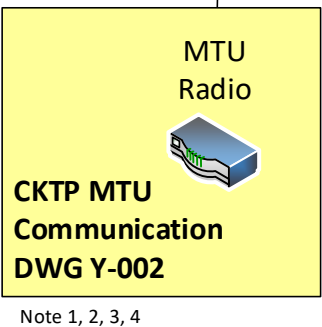 MTU
Radio
CKTP MTU
Communication
DWG Y-002
Note 1, 2, 3, 4